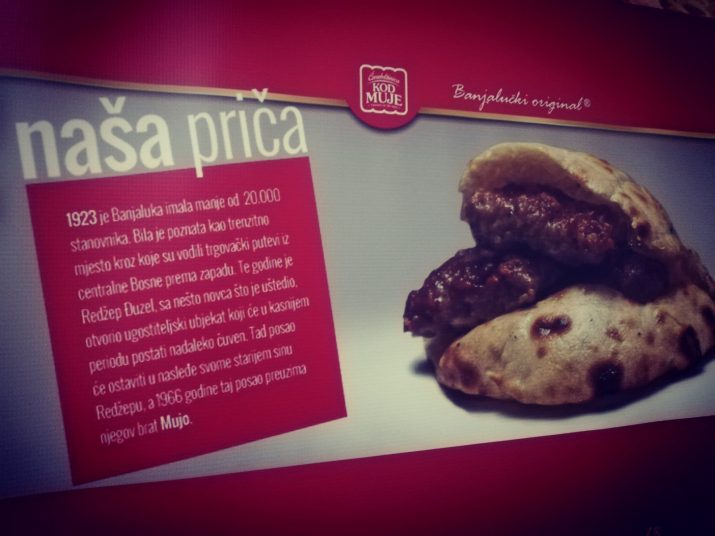 naša priča
Ćevabdžinica
KOD
MUJE
Banjalučki original®
1923 je Banjaluka imala manje od 20.000
stanovnika. Bila je poznata kao trenzitno
mjesto kroz koje su vodili trgovački putevi iz
centralne Bosne prema zapadu. Te godine je
Redžep Đuzel, sa nešto novca što je uštedio,
otvorio ugostiteljski objekat koji će u kasnijem
periodu postati nadaleko čuven. Tad posao
će ostaviti u nasleđe svome starijem sinu
Redžepu, a 1966 godine taj posao preuzima
njegov brat Mujo.